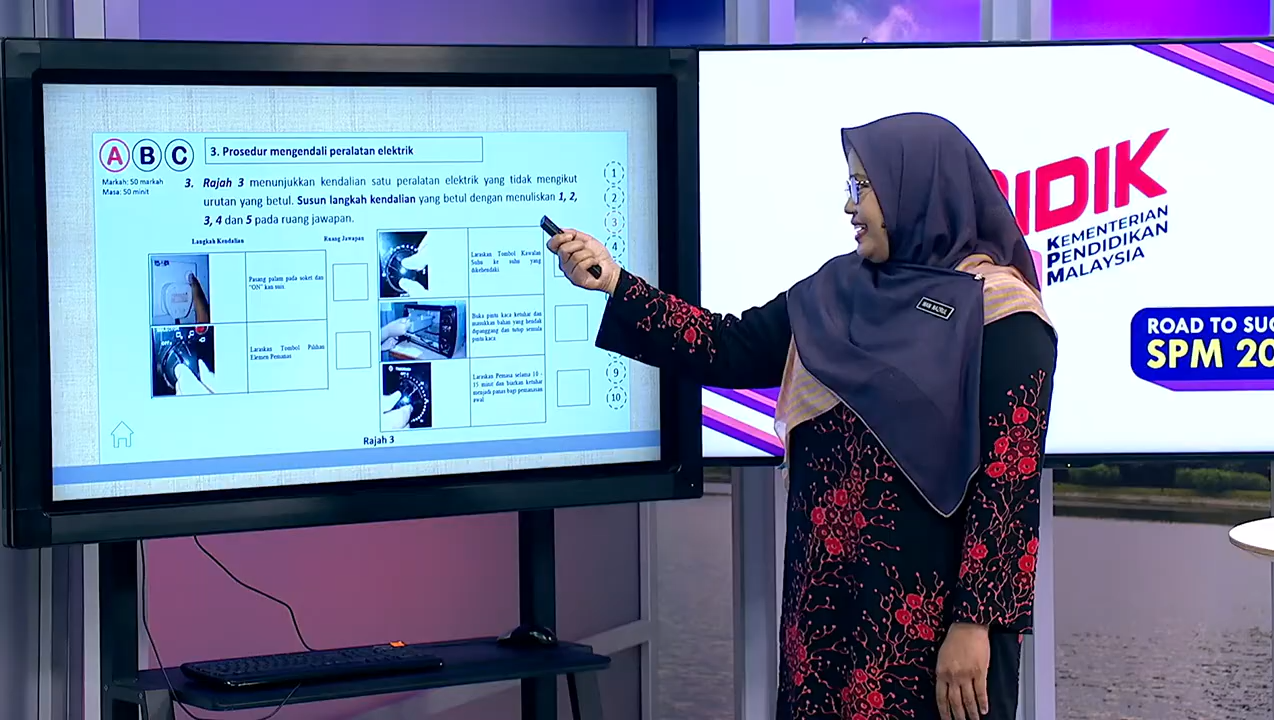 A B C
3. Prosedur mengendali peralatan elektrik
Markah: 50 markah
Masa: 50 minit
3. Rajah 3 menunjukkan kendalian satu peralatan elektrik yang tidak mengikut
urutan yang betul. Susun langkah kendalian yang betul dengan menuliskan 1, 2,
3, 4 dan 5 pada ruang jawapan.
Langkah Kendalian
Ruang Jawapan
Pasang palam pada soket dan
"ON" kan suis
Laraskan Tombol Pilihan
Elemen Pemanas
Laraskan Tombol Kawalan
Suhu ke suhu yang
dikehendaki
Buka pintu kaca ketuhar dan
masukkan bahan yang hendak
dipanggang dan tutup semula
pintu kaca
Laraskan Pemasa selama 10 -
15 minit dan biarkan ketuhar
menjadi panas bagi pemanasan
awal
Rajah 3
1
2
3
4
9
10
IDIK
KEMENTERIAN
PENDIDIKAN
MALAYSIA
ROAD TO SUC
SPM 20